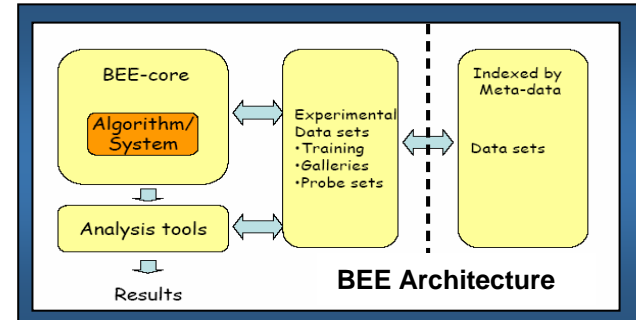 BEE-core
Algorithm/
System
Analysis tools
Results
Experimental
Data sets
•Training
•Galleries
•Probe sets
Indexed by
Meta-data
Data sets
BEE Architecture